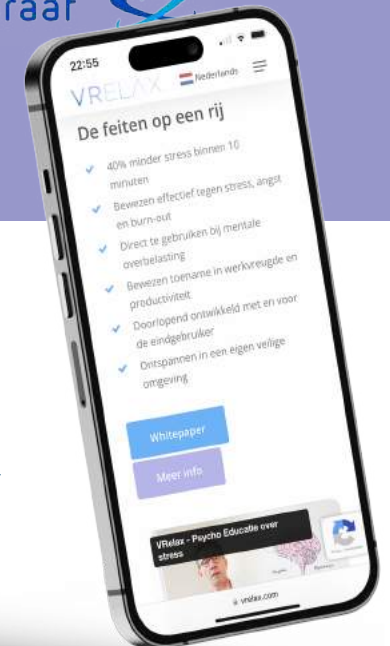 raar
22:55
VRELAX
Nederlands
De feiten op een rij
40% minder stress binnen 10
minuten
Bewezen effectief tegen stress, angst
en burn-out
Direct te gebruiken bij mentale
overbelasting
Bewezen toename in werkvreugde en
productiviteit
Doorlopend ontwikkeld met en voor
de eindgebruiker
Ontspannen in een eigen veilige
omgeving
Whitepaper
Meer info
VRelax - Psycho Educatie over
stress
vrelax.com